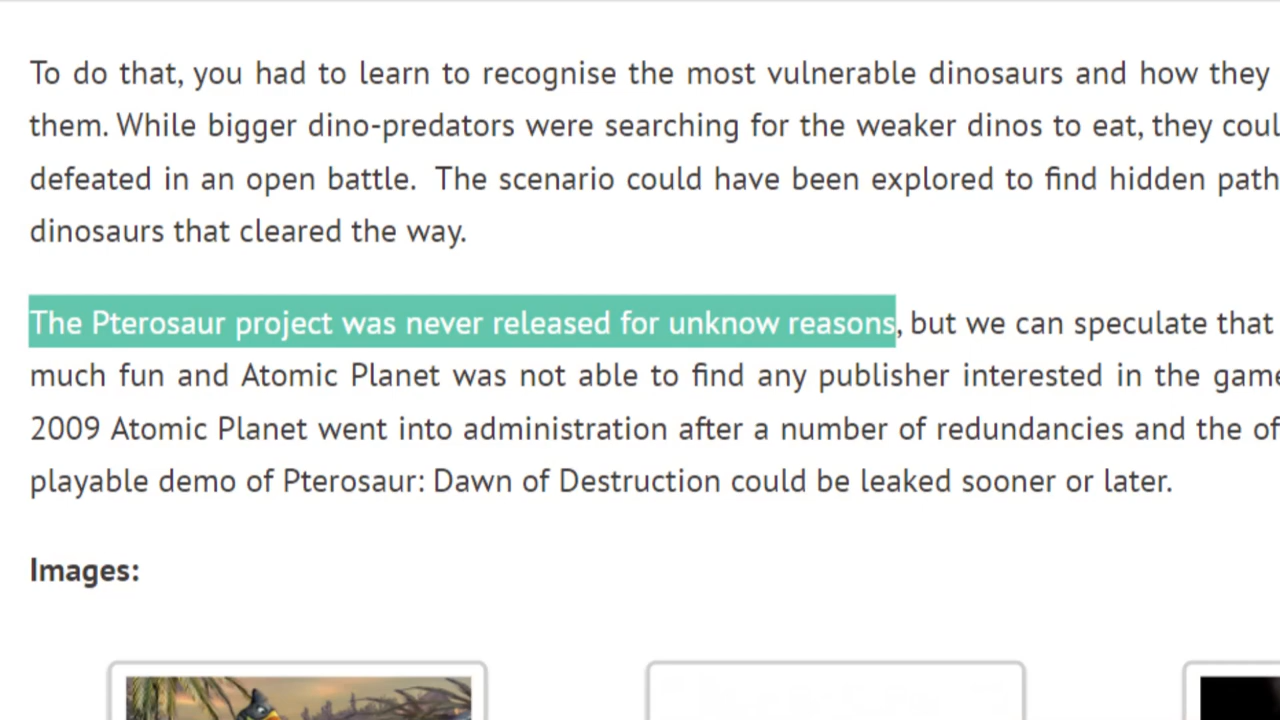 To do that, you had to learn to recognise the most vulnerable dinosaurs and how they
them. While bigger dino-predators were searching for the weaker dinos to eat, they coul
defeated in an open battle. The scenario could have been explored to find hidden path
dinosaurs that cleared the way.
The Pterosaur project was never released for unknow reasons, but we can speculate that
much fun and Atomic Planet was not able to find any publisher interested in the game
2009 Atomic Planet went into administration after a number of redundancies and the of
playable demo of Pterosaur: Dawn of Destruction could be leaked sooner or later.
Images: